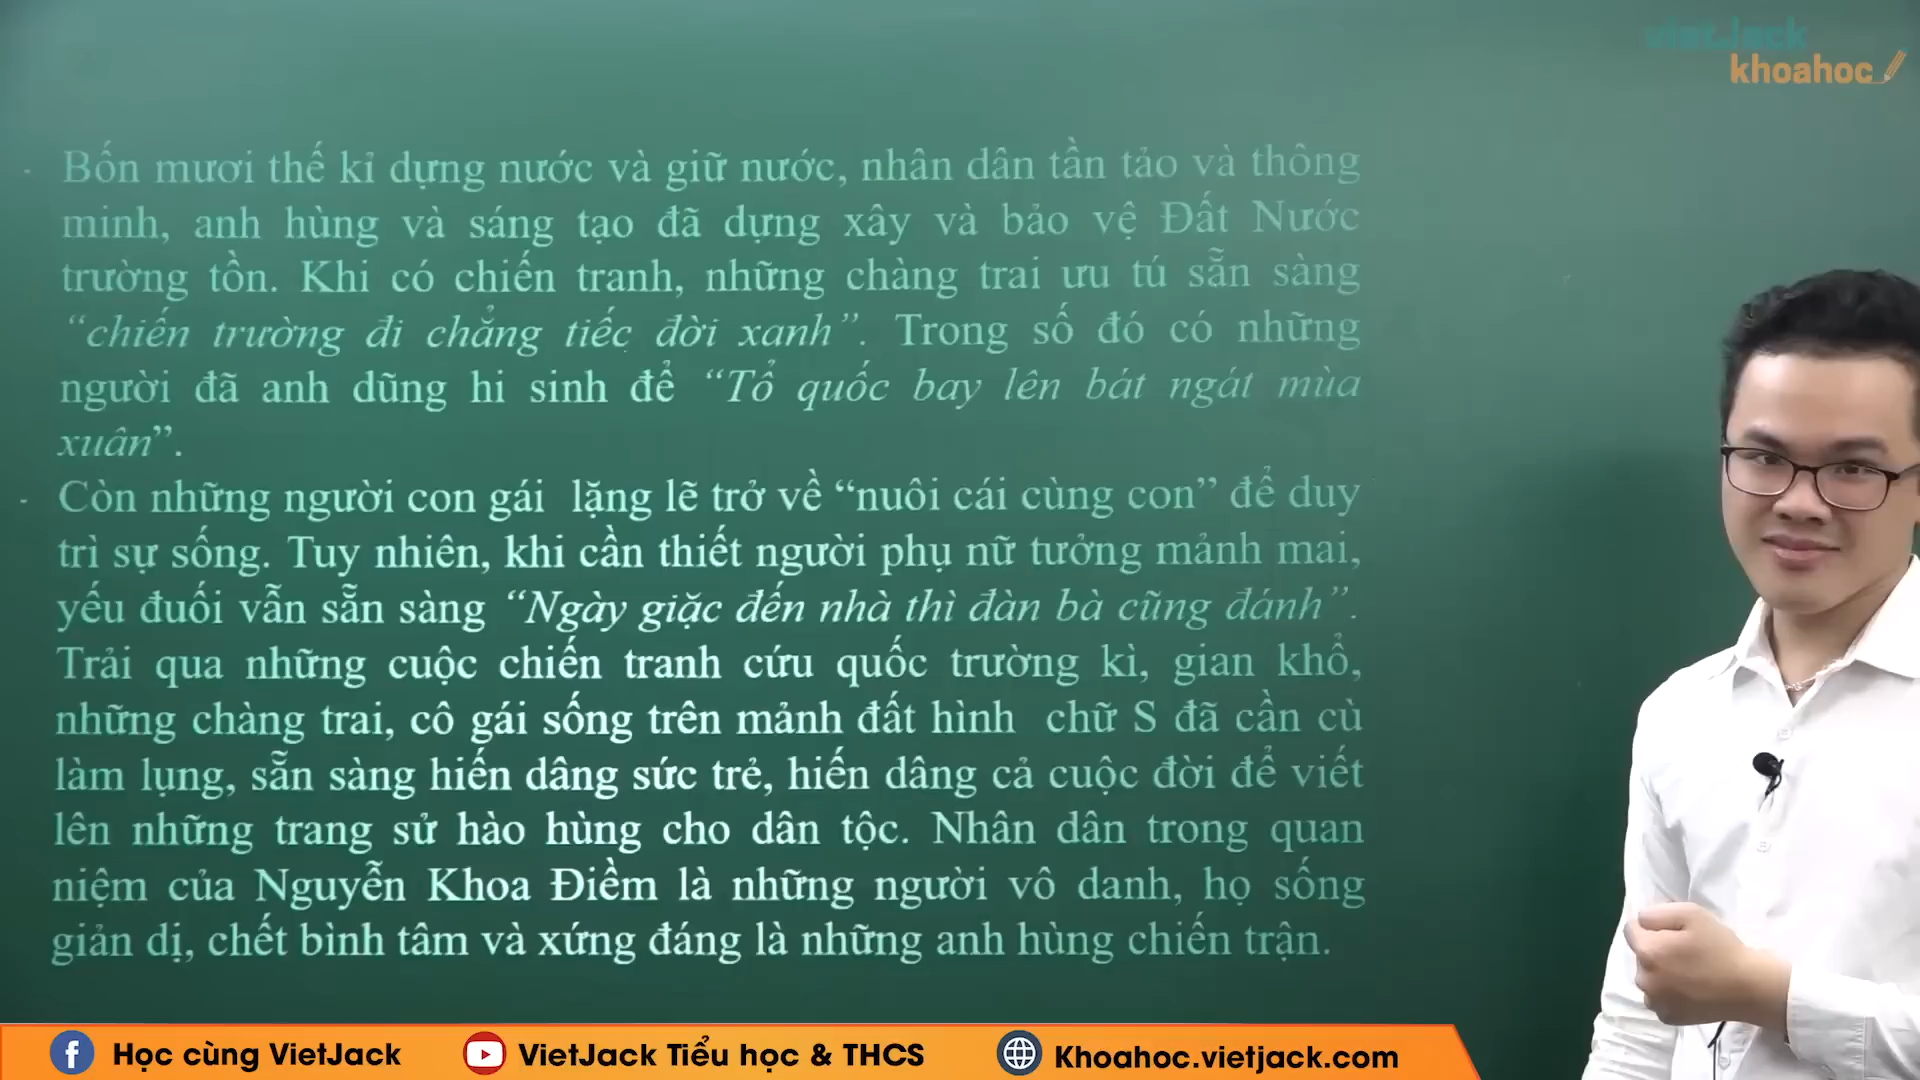 vietJack
khoahoc
- Bốn mươi thế kỉ dựng nước và giữ nước, nhân dân tần tảo và thông
minh, anh hùng và sáng tạo đã dựng xây và bảo vệ Đất Nước
trường tồn. Khi có chiến tranh, những chàng trai ưu tú sẵn sàng
“chiến trường đi chẳng tiếc đời xanh”. Trong số đó có những
người đã anh dũng hi sinh để “Tổ quốc bay lên bát ngát mùa
xuân”.
- Còn những người con gái lặng lẽ trở về “nuôi cái cùng con” để duy
trì sự sống. Tuy nhiên, khi cần thiết người phụ nữ tưởng mảnh mai,
yếu đuối vẫn sẵn sàng “Ngày giặc đến nhà thì đàn bà cũng đánh”.
Trải qua những cuộc chiến tranh cứu quốc trường kì, gian khổ,
những chàng trai, cô gái sống trên mảnh đất hình chữ S đã cần cù
làm lụng, sẵn sàng hiến dâng sức trẻ, hiến dâng cả cuộc đời để viết
lên những trang sử hào hùng cho dân tộc. Nhân dân trong quan
niệm của Nguyễn Khoa Điềm là những người vô danh, họ sống
giản dị, chết bình tâm và xứng đáng là những anh hùng chiến trận.
Học cùng VietJack
VietJack Tiểu học & THCS
Khoahoc.vietjack.com